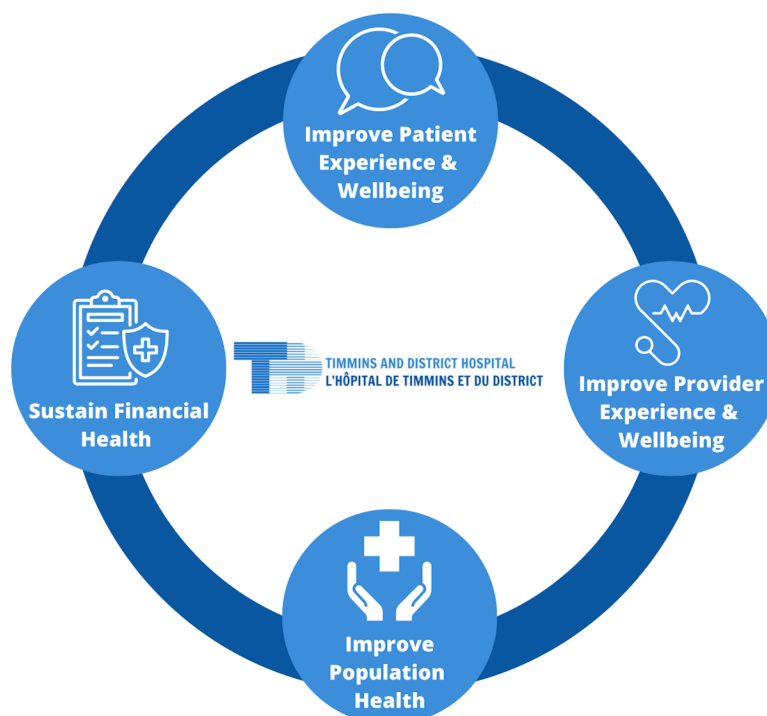 Improve Patient
Experience &
Wellbeing
Sustain Financial
Health
TIMMINS AND DISTRICT HOSPITAL
L'HÔPITAL DE TIMMINS ET DU DISTRICT
Improve Provider
Experience &
Wellbeing
Improve
Population
Health